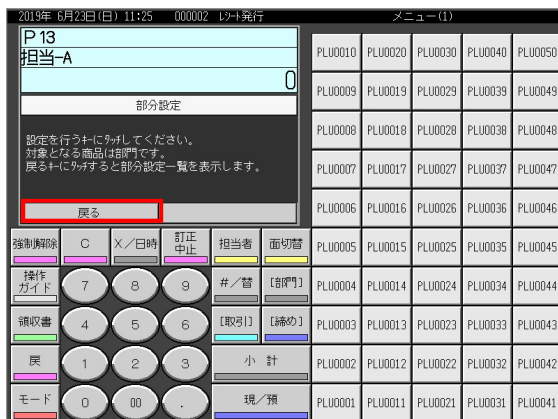 2019年 6月23日(日) 11:25 000002 レシート発行 メニュー(1)
P13
担当-A
0
部分設定
設定を行うキーにタッチしてください。
対象となる商品は部門です。
戻るキーにタッチすると部分設定一覧を表示します。
戻る
PLU0010 PLU0020 PLU0030 PLU0040 PLU0050
PLU0009 PLU0019 PLU0029 PLU0039 PLU0049
PLU0008 PLU0018 PLU0028 PLU0038 PLU0048
PLU0007 PLU0017 PLU0027 PLU0037 PLU0047
PLU0006 PLU0016 PLU0026 PLU0036 PLU0046
強制解除 C X/日時 訂正 中止 担当者 面切替 PLU0005 PLU0015 PLU0025 PLU0035 PLU0045
操作 ガイド 7 8 9 #/替 [部門] PLU0004 PLU0014 PLU0024 PLU0034 PLU0044
領収書 4 5 6 [取引] [締め] PLU0003 PLU0013 PLU0023 PLU0033 PLU0043
戻 1 2 3 小 計 PLU0002 PLU0012 PLU0022 PLU0032 PLU0042
モード 0 00 . 現/預 PLU0001 PLU0011 PLU0021 PLU0031 PLU0041